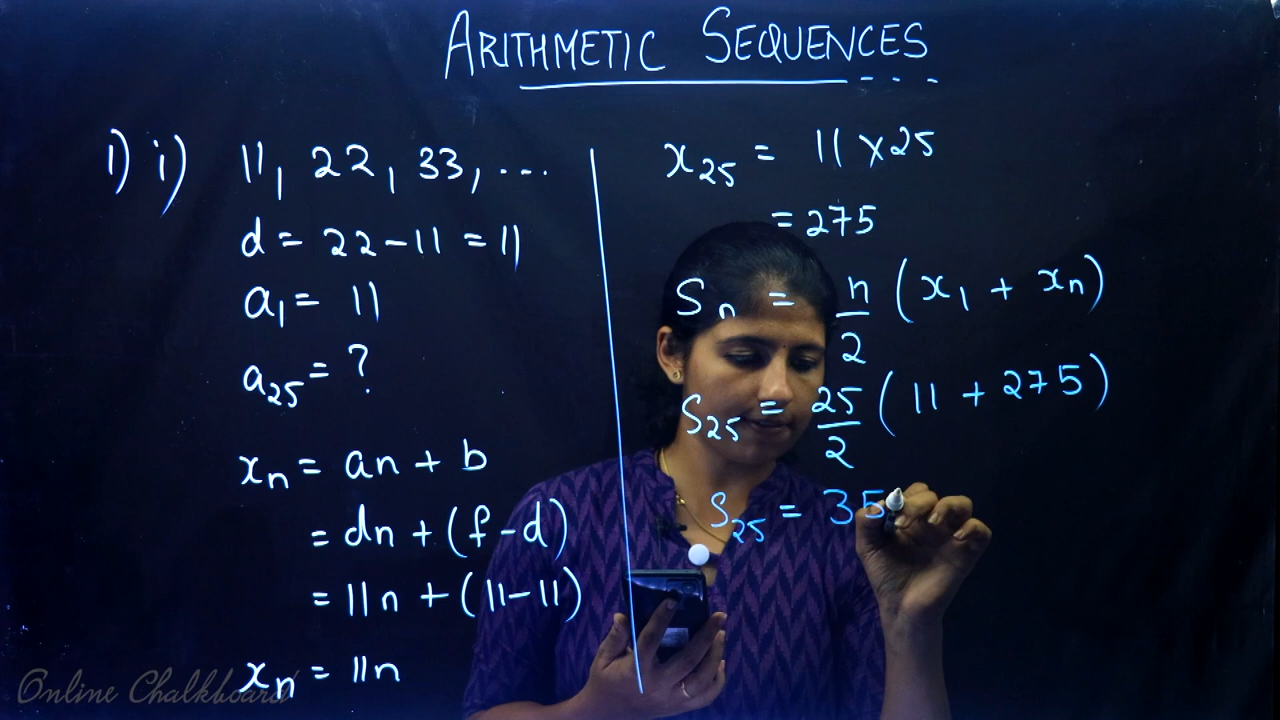 ARITHMETIC SEQUENCES
1) i) 11, 22, 33, ...
d = 22 - 11 = 11
a₁ = 11
a₂₅ = ?
xₙ = an + b
= dn + (f - d)
= 11n + (11 - 11)
xₙ = 11n
x₂₅ = 11 x 25
= 275
Sₙ = n/2 (x₁ + xₙ)
S₂₅ = 25/2 (11 + 275)
S₂₅ = 35
Online Chalkboard